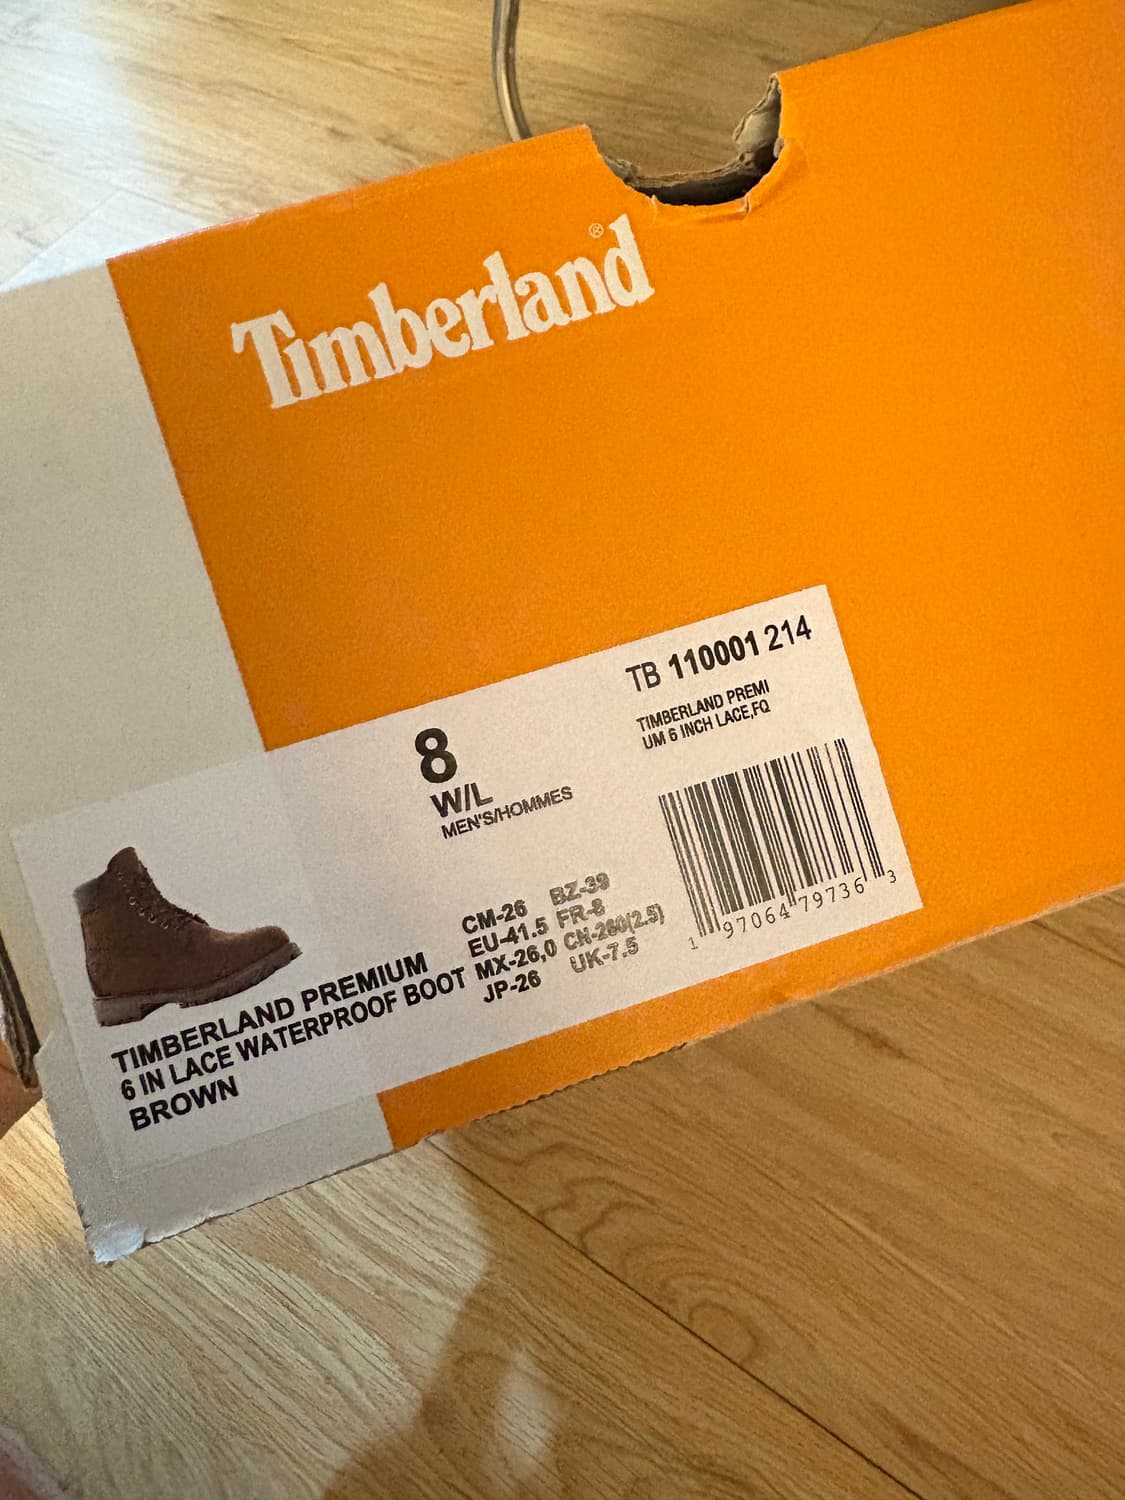 Timberland®
TB 110001 214
TIMBERLAND PREMI
UM 6 INCH LACE,FQ
8
W/L
MEN'S/HOMMES
CM-26 BZ-39
EU-41.5 FR-8
MX-26,0 CN-260(2.5)
JP-26 UK-7.5
TIMBERLAND PREMIUM
6 IN LACE WATERPROOF BOOT
BROWN
1 97064 79736 3